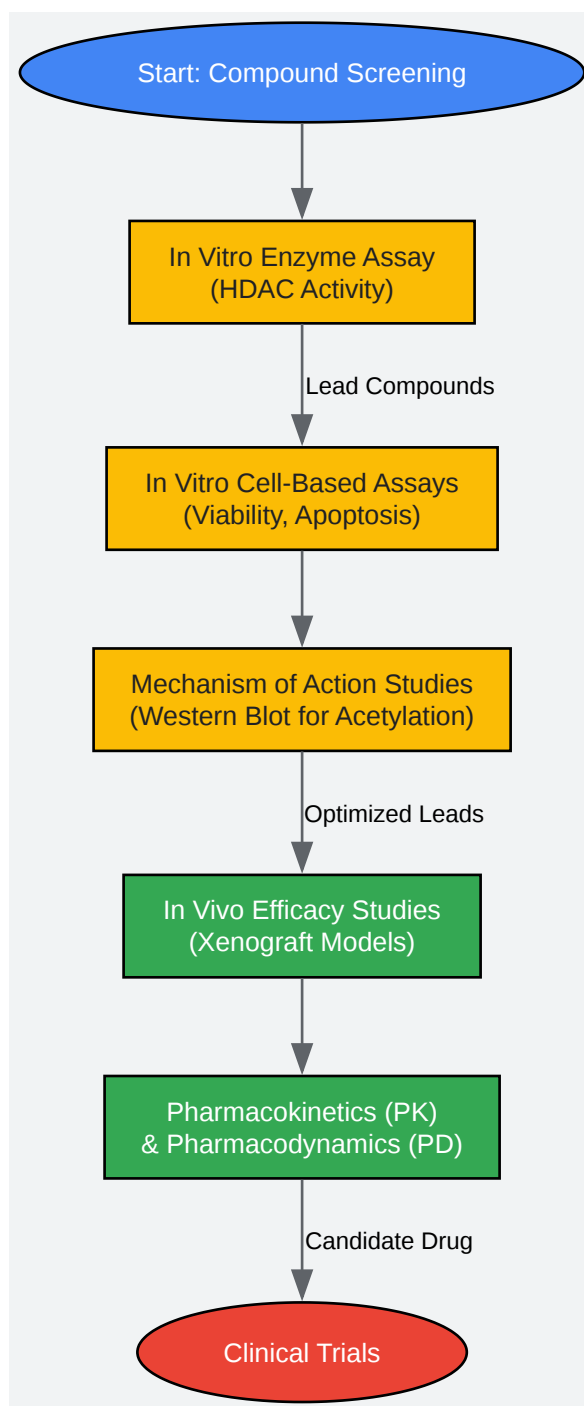 Start: Compound Screening
In Vitro Enzyme Assay
(HDAC Activity)
Lead Compounds
In Vitro Cell-Based Assays
(Viability, Apoptosis)
Mechanism of Action Studies
(Western Blot for Acetylation)
Optimized Leads
In Vivo Efficacy Studies
(Xenograft Models)
Pharmacokinetics (PK)
& Pharmacodynamics (PD)
Candidate Drug
Clinical Trials